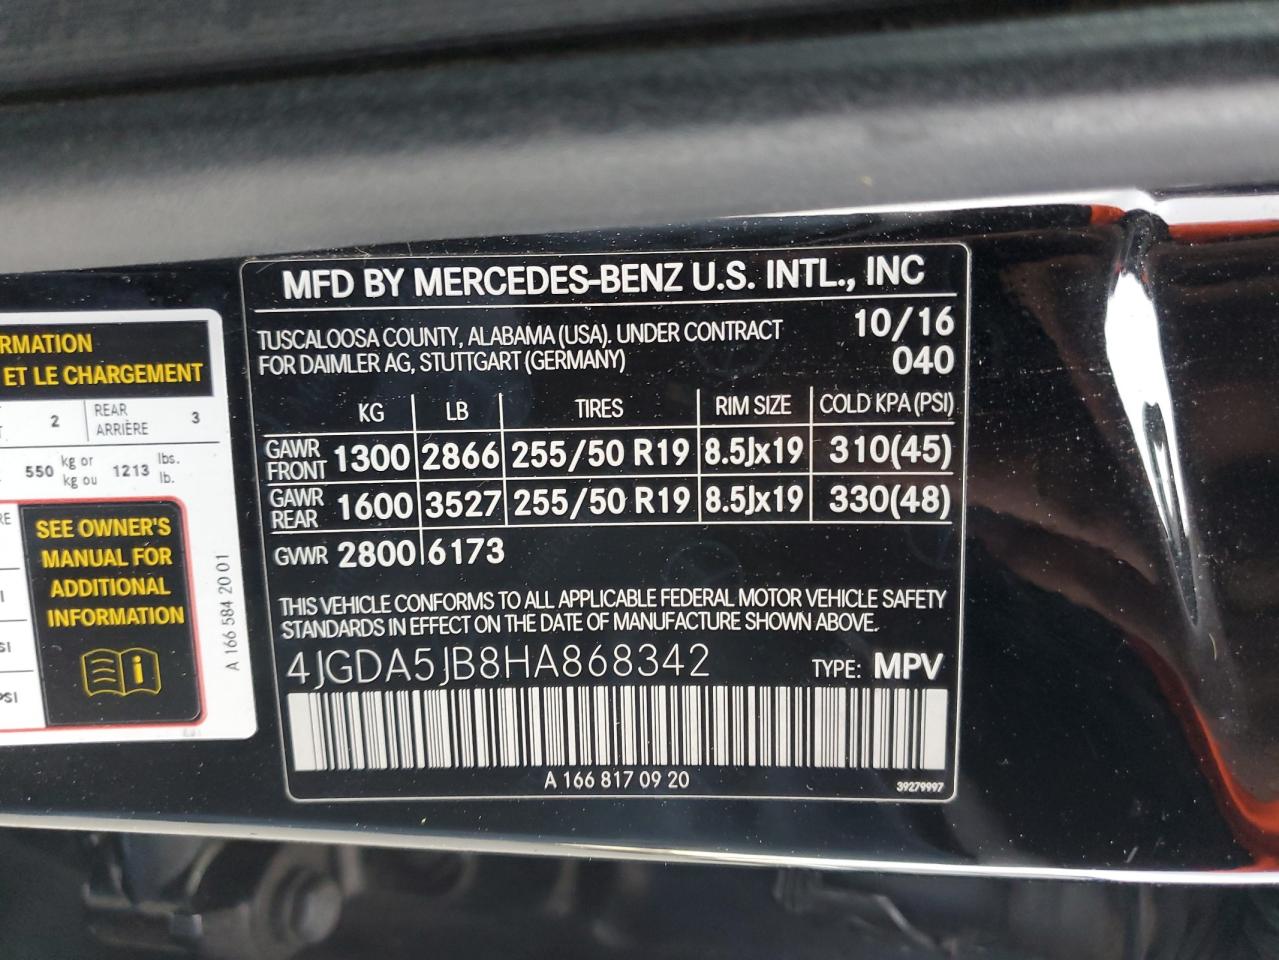 RMATION
ET LE CHARGEMENT
2 REAR ARRIÈRE 3
550 kg or kg ou 1213 lbs. lb.
SEE OWNER'S
MANUAL FOR
ADDITIONAL
INFORMATION
A 166 584 20 01
MFD BY MERCEDES-BENZ U.S. INTL., INC
TUSCALOOSA COUNTY, ALABAMA (USA). UNDER CONTRACT 10/16
FOR DAIMLER AG, STUTTGART (GERMANY) 040
KG LB TIRES RIM SIZE COLD KPA(PSI)
GAWR FRONT 1300 2866 255/50 R19 8.5Jx19 310(45)
GAWR REAR 1600 3527 255/50 R19 8.5Jx19 330(48)
GVWR 2800 6173
THIS VEHICLE CONFORMS TO ALL APPLICABLE FEDERAL MOTOR VEHICLE SAFETY
STANDARDS IN EFFECT ON THE DATE OF MANUFACTURE SHOWN ABOVE.
4JGDA5JB8HA868342 TYPE: MPV
A 166 817 09 20
39279997